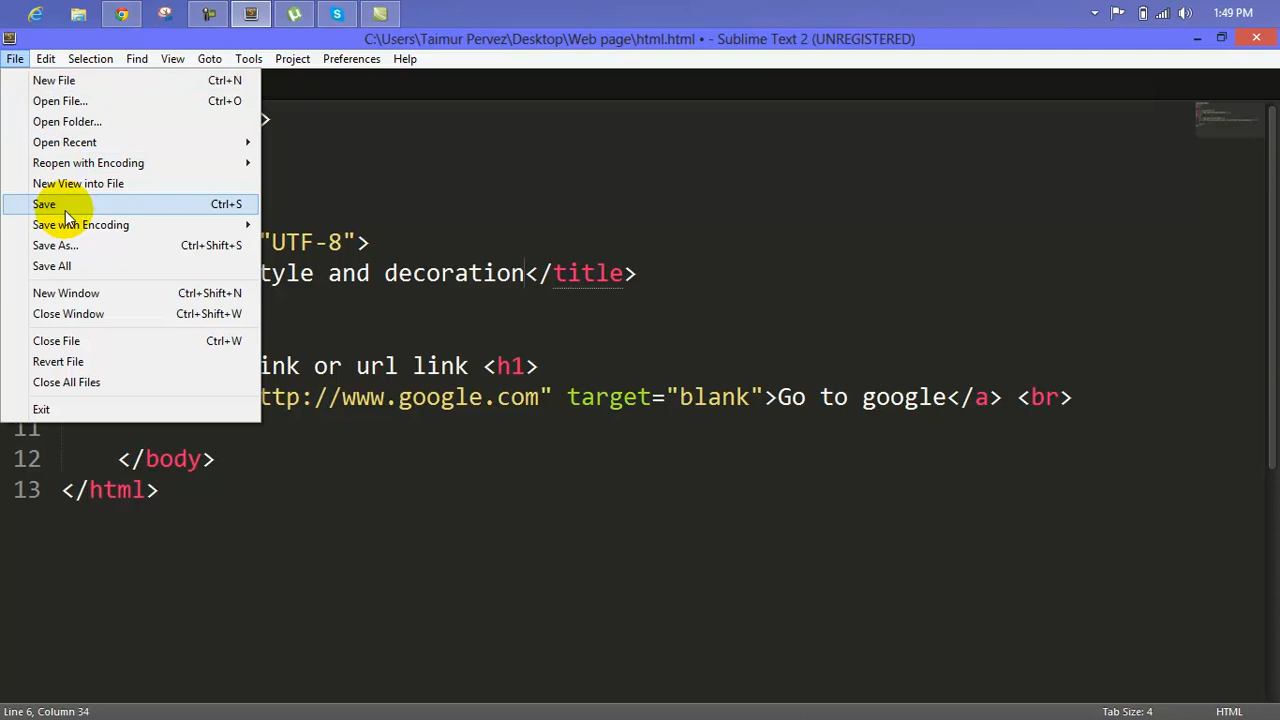 1:49 PM
C:\Users\Taimur Pervez\Desktop\Web page\html.html • - Sublime Text 2 (UNREGISTERED)
File Edit Selection Find View Goto Tools Project Preferences Help
New File Ctrl+N
Open File... Ctrl+O
Open Folder...
Open Recent
Reopen with Encoding
New View into File
Save Ctrl+S
Save with Encoding
Save As... Ctrl+Shift+S
Save All
New Window Ctrl+Shift+N
Close Window Ctrl+Shift+W
Close File Ctrl+W
Revert File
Close All Files
Exit
>
"UTF-8">
tyle and decoration</title>
ink or url link <h1>
ttp://www.google.com" target="blank">Go to google</a> <br>
11
12 </body>
13 </html>
Line 6, Column 34 Tab Size: 4 HTML